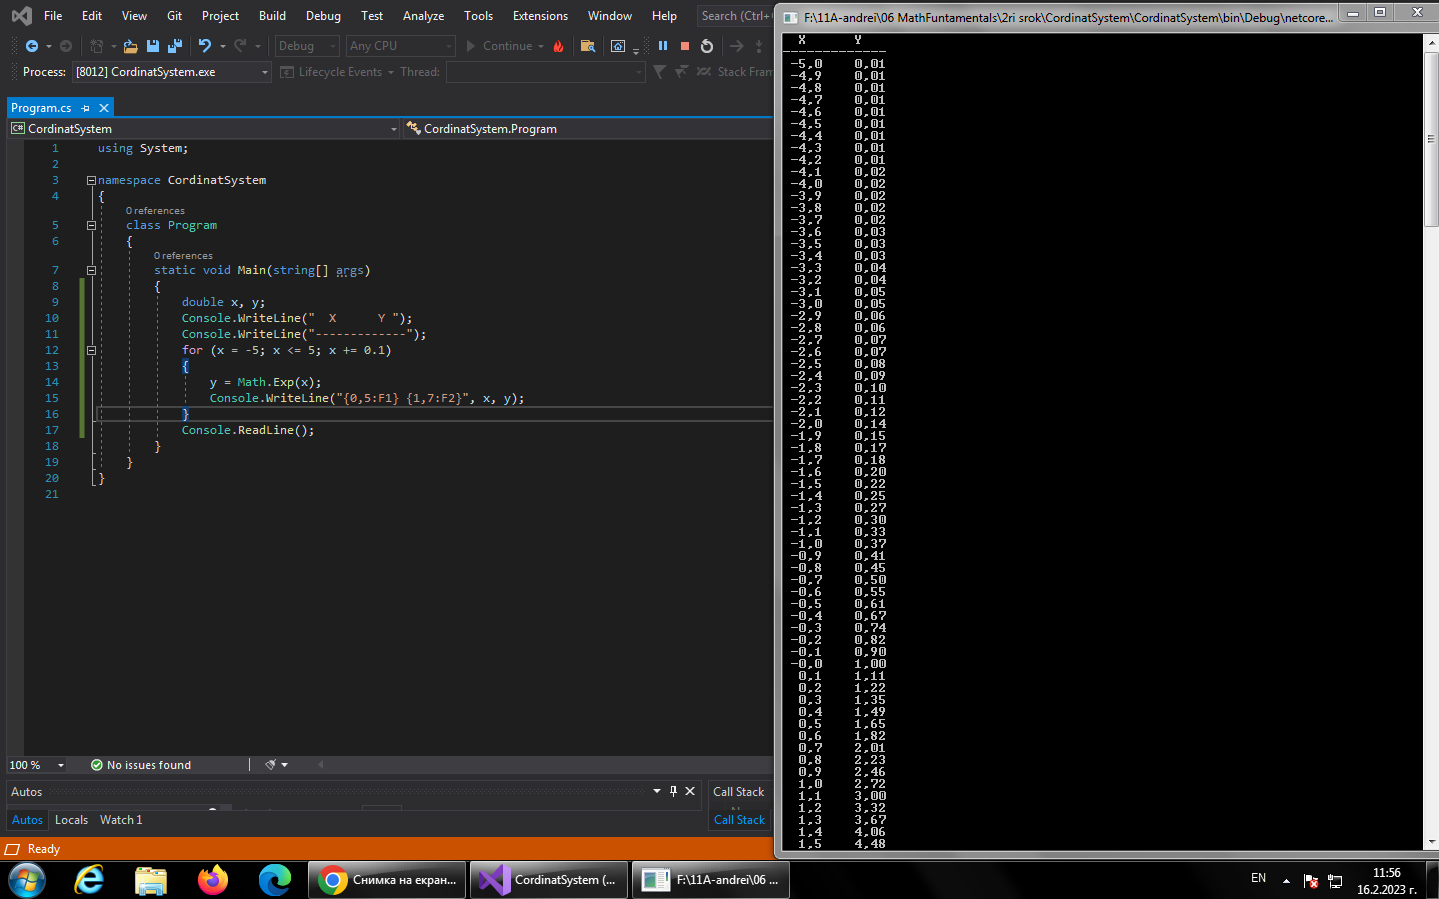 File Edit View Git Project Build Debug Test Analyze Tools Extensions Window Help Search (Ctrl+
Debug Any CPU Continue
Process: [8012] CordinatSystem.exe Lifecycle Events Thread: Stack Fram
Program.cs
CordinatSystem CordinatSystem.Program
1 using System;
2
3 namespace CordinatSystem
4 {
0 references
5 class Program
6 {
0 references
7 static void Main(string[] args)
8 {
9 double x, y;
10 Console.WriteLine("  X      Y ");
11 Console.WriteLine("-------------");
12 for (x = -5; x <= 5; x += 0.1)
13 {
14 y = Math.Exp(x);
15 Console.WriteLine("{0,5:F1} {1,7:F2}", x, y);
16 }
17 Console.ReadLine();
18 }
19 }
20 }
21
100 % No issues found
Autos
Autos Locals Watch 1
Call Stack
Call Stack
Ready
F:\11A-andrei\06 MathFuntamentals\2ri srok\CordinatSystem\CordinatSystem\bin\Debug\netcore...
X Y
-------------
-5,0 0,01
-4,9 0,01
-4,8 0,01
-4,7 0,01
-4,6 0,01
-4,5 0,01
-4,4 0,01
-4,3 0,01
-4,2 0,01
-4,1 0,02
-4,0 0,02
-3,9 0,02
-3,8 0,02
-3,7 0,02
-3,6 0,03
-3,5 0,03
-3,4 0,03
-3,3 0,04
-3,2 0,04
-3,1 0,05
-3,0 0,05
-2,9 0,06
-2,8 0,06
-2,7 0,07
-2,6 0,07
-2,5 0,08
-2,4 0,09
-2,3 0,10
-2,2 0,11
-2,1 0,12
-2,0 0,14
-1,9 0,15
-1,8 0,17
-1,7 0,18
-1,6 0,20
-1,5 0,22
-1,4 0,25
-1,3 0,27
-1,2 0,30
-1,1 0,33
-1,0 0,37
-0,9 0,41
-0,8 0,45
-0,7 0,50
-0,6 0,55
-0,5 0,61
-0,4 0,67
-0,3 0,74
-0,2 0,82
-0,1 0,90
-0,0 1,00
0,1 1,11
0,2 1,22
0,3 1,35
0,4 1,49
0,5 1,65
0,6 1,82
0,7 2,01
0,8 2,23
0,9 2,46
1,0 2,72
1,1 3,00
1,2 3,32
1,3 3,67
1,4 4,06
1,5 4,48
Снимка на екран... CordinatSystem (... F:\11A-andrei\06 ... EN 11:56
16.2.2023 г.